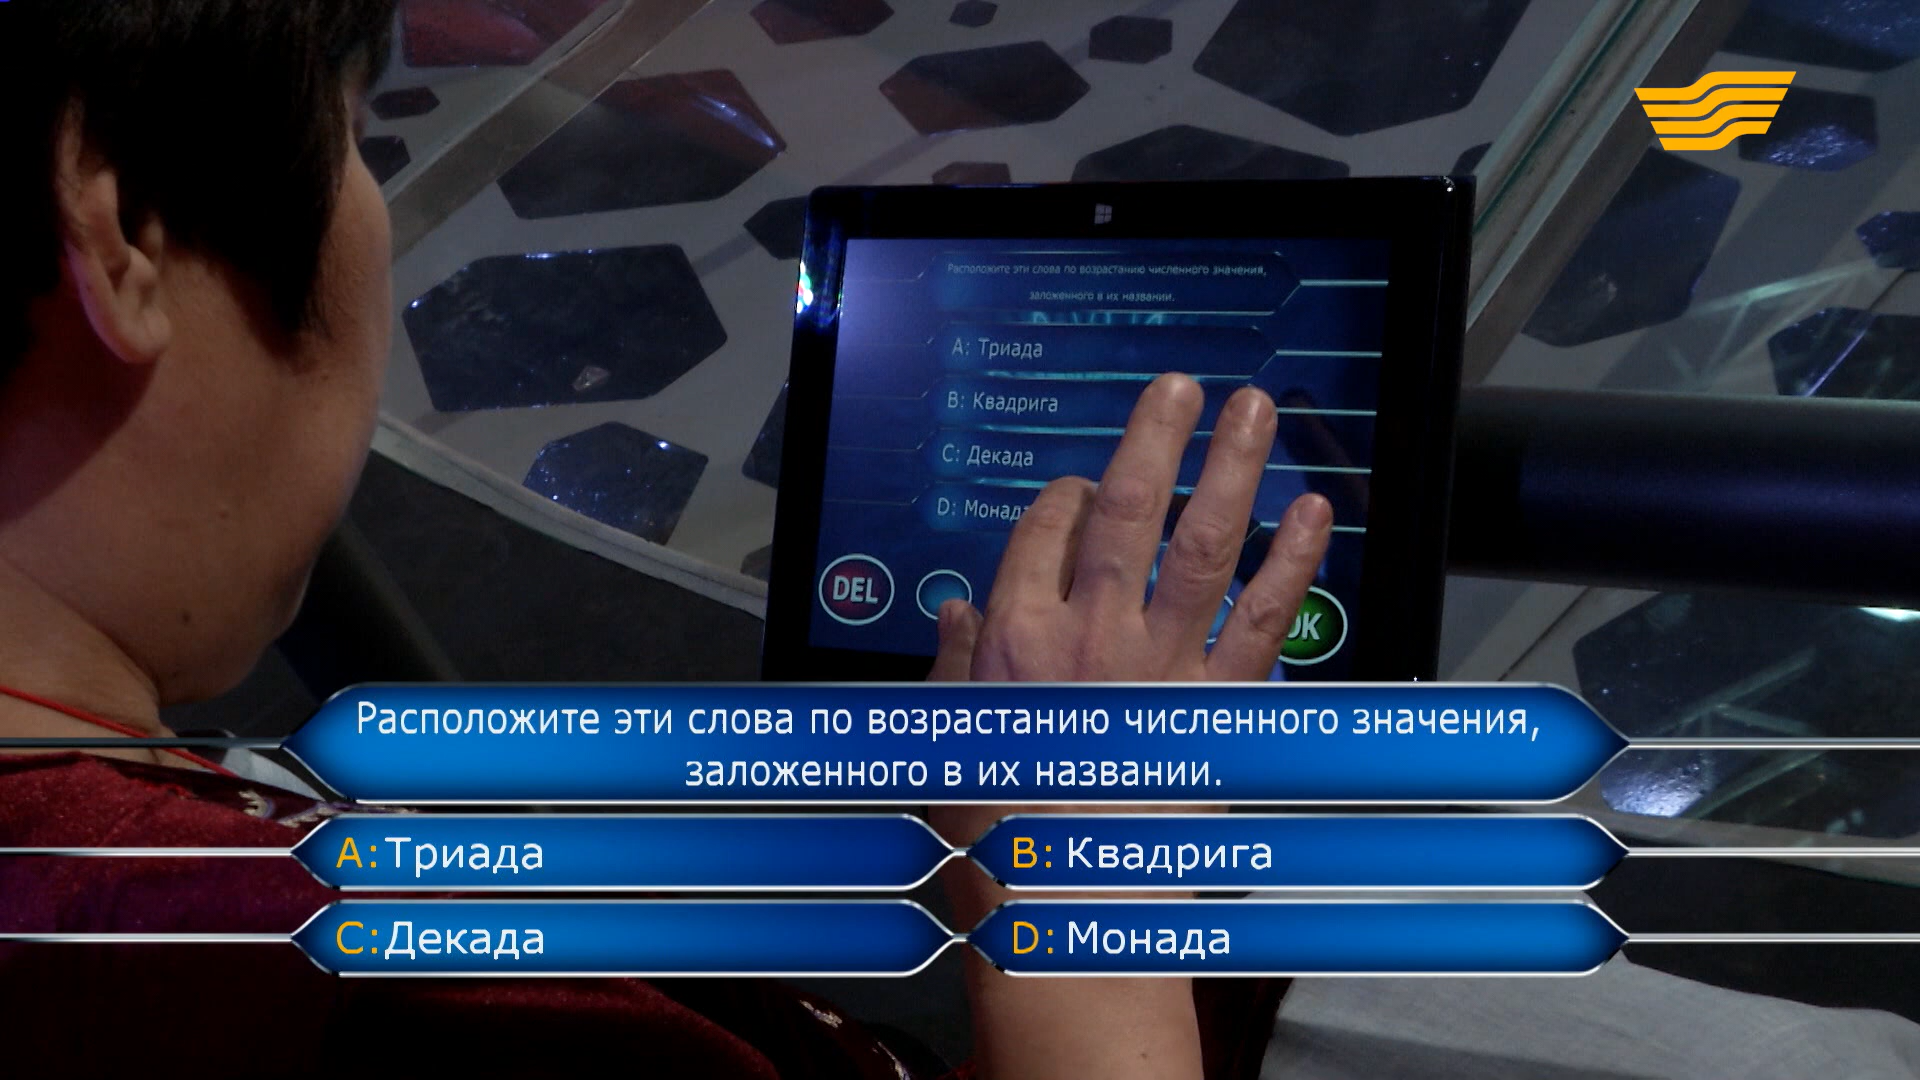 Расположите эти слова по возрастанию численного значения,
заложенного в их названии.
A: Триада
B: Квадрига
C: Декада
D: Монада
DEL
OK
Расположите эти слова по возрастанию численного значения,
заложенного в их названии.
A: Триада
B: Квадрига
C: Декада
D: Монада